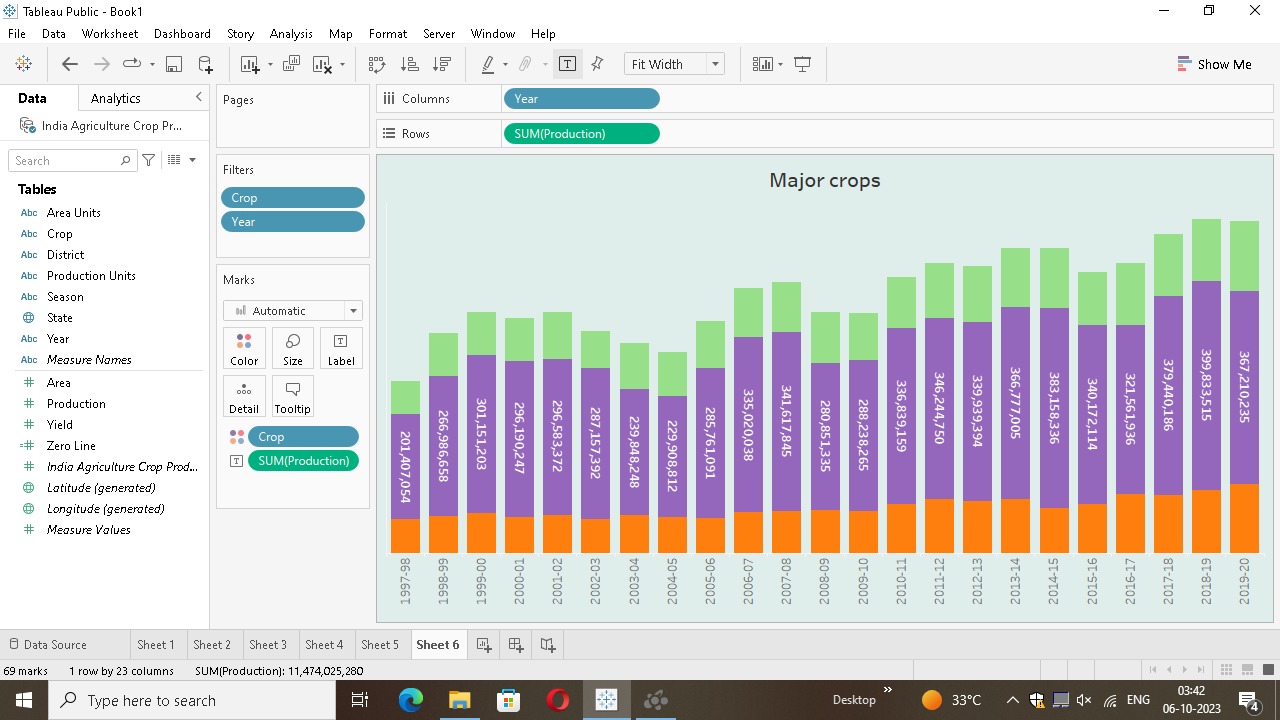 Tableau Public - Book1
File Data Worksheet Dashboard Story Analysis Map Format Server Window Help
Fit Width
Show Me
Data Analytics
India Agriculture Crop Pr...
Search
Tables
Abc Area Units
Abc Crop
Abc District
Abc Production Units
Abc Season
State
Abc Year
Abc Measure Names
Area
Production
Yield
Zero Line
India Agriculture Crop Prod...
Latitude (generated)
Longitude (generated)
Measure Values
Pages
Filters
Crop
Year
Marks
Automatic
Color Size Label
Detail Tooltip
Crop
SUM(Production)
Columns Year
Rows SUM(Production)
Major crops
201,407,054
266,986,658
301,151,203
296,190,247
296,583,372
287,157,392
239,848,248
229,908,812
285,761,091
335,020,038
341,617,845
280,851,335
288,238,265
336,839,159
346,244,750
339,939,394
366,777,005
383,158,336
340,172,114
321,561,936
379,440,186
399,633,515
367,210,235
1997-98
1998-99
1999-00
2000-01
2001-02
2002-03
2003-04
2004-05
2005-06
2006-07
2007-08
2008-09
2009-10
2010-11
2011-12
2012-13
2013-14
2014-15
2015-16
2016-17
2017-18
2018-19
2019-20
Data Source Sheet 1 Sheet 2 Sheet 3 Sheet 4 Sheet 5 Sheet 6
69 marks 1 row by 23 columns SUM(Production): 11,474,025,280
Type here to search
Desktop
33°C
ENG
03:42
06-10-2023
4